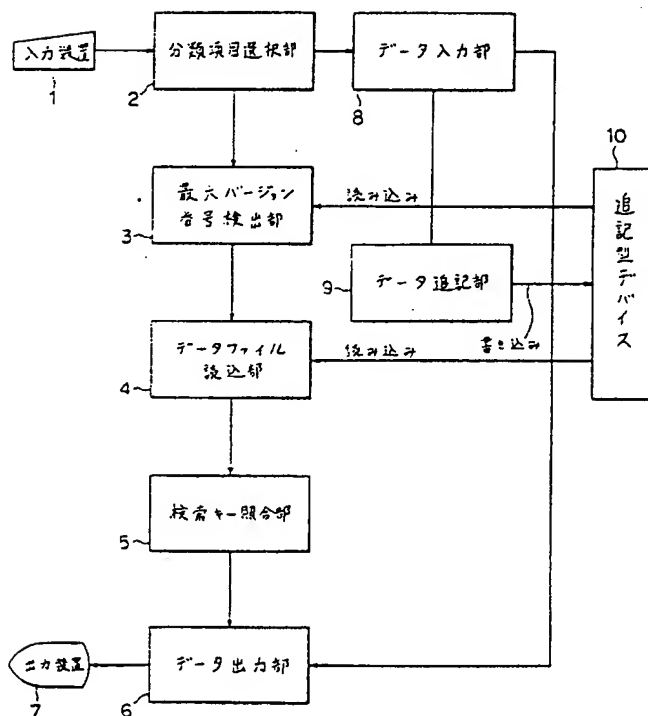 入力装置
1
分類項目選択部
2
データ入力部
8
10
追記型デバイス
最大バージョン
番号検出部
3
読み込み
データ追記部
9
書き込み
データファイル
読込部
4
読み込み
検索キー照合部
5
出力装置
7
データ出力部
6